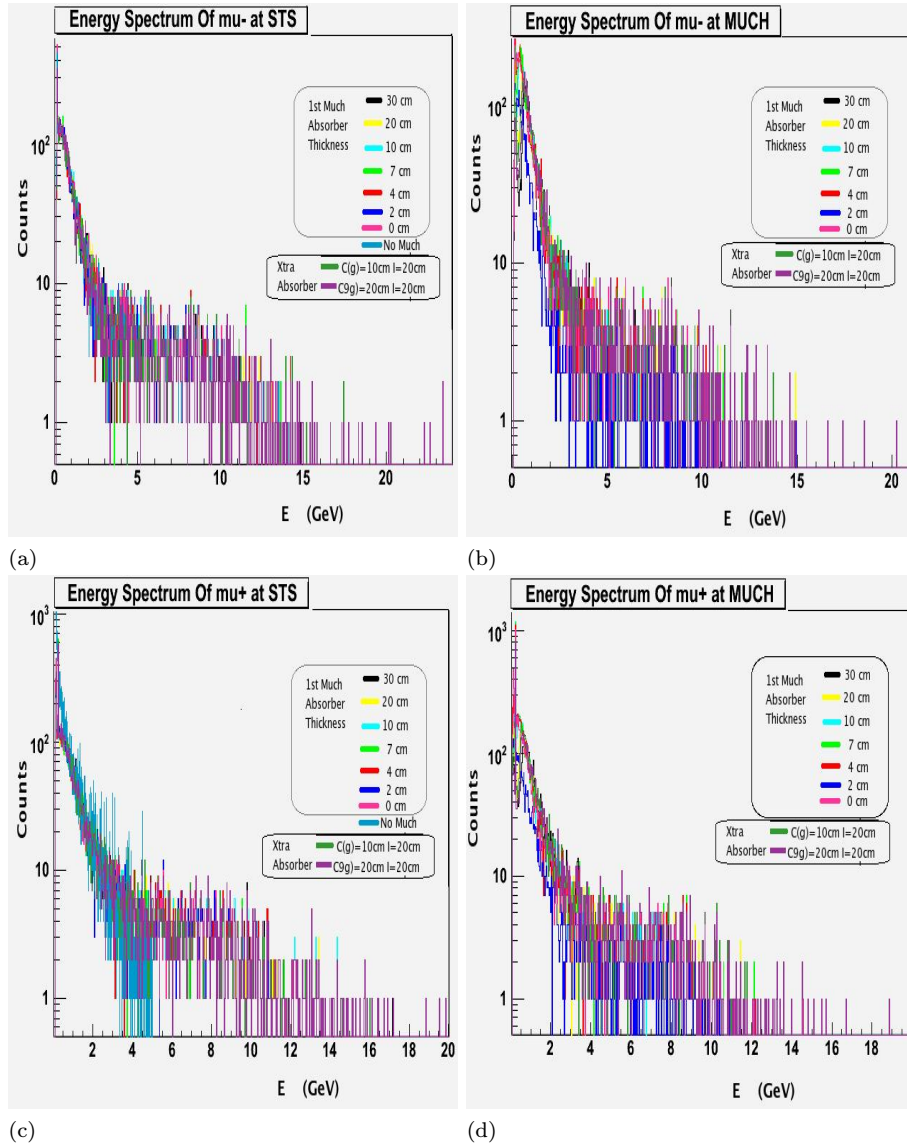 Energy Spectrum Of mu- at STS
Counts
10²
10
1
1st Much
Absorber
Thickness
30 cm
20 cm
10 cm
7 cm
4 cm
2 cm
0 cm
No Much
Xtra C(g)=10cm I=20cm
Absorber C9g)=20cm I=20cm
0 5 10 15 20
E (GeV)
(a)
Energy Spectrum Of mu- at MUCH
Counts
10²
10
1
1st Much
Absorber
Thickness
30 cm
20 cm
10 cm
7 cm
4 cm
2 cm
0 cm
Xtra C(g)=10cm I=20cm
Absorber C9g)=20cm I=20cm
0 5 10 15 20
E (GeV)
(b)
Energy Spectrum Of mu+ at STS
Counts
10³
10²
10
1
1st Much
Absorber
Thickness
30 cm
20 cm
10 cm
7 cm
4 cm
2 cm
0 cm
No Much
Xtra C(g)=10cm I=20cm
Absorber C9g)=20cm I=20cm
2 4 6 8 10 12 14 16 18 20
E (GeV)
(c)
Energy Spectrum Of mu+ at MUCH
Counts
10³
10²
10
1
1st Much
Absorber
Thickness
30 cm
20 cm
10 cm
7 cm
4 cm
2 cm
0 cm
Xtra C(g)=10cm I=20cm
Absorber C9g)=20cm I=20cm
2 4 6 8 10 12 14 16 18
E (GeV)
(d)